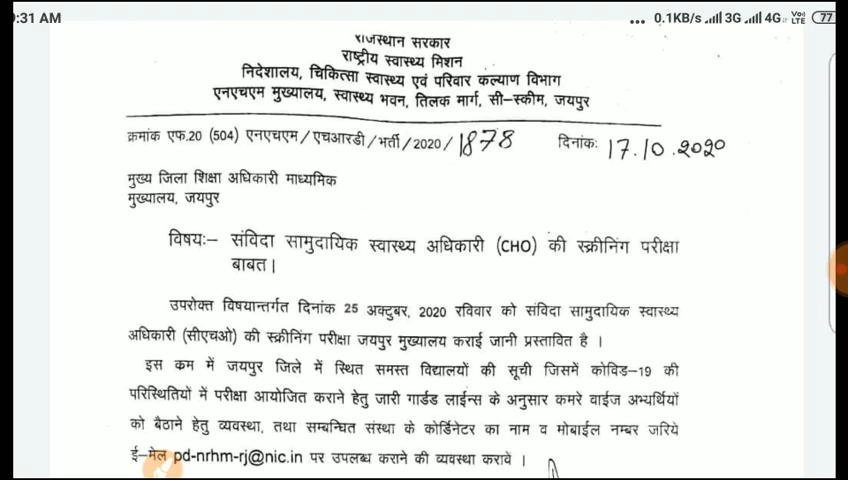 :31 AM ... 0.1KB/s 3G 4G VoLTE 77
राजस्थान सरकार
राष्ट्रीय स्वास्थ्य मिशन
निदेशालय, चिकित्सा स्वास्थ्य एवं परिवार कल्याण विभाग
एनएचएम मुख्यालय, स्वास्थ्य भवन, तिलक मार्ग, सी-स्कीम, जयपुर
क्रमांक एफ.20 (504) एनएचएम/एचआरडी/भर्ती/2020/1878 दिनांकः 17.10.2020
मुख्य जिला शिक्षा अधिकारी माध्यमिक
मुख्यालय, जयपुर
विषयः– संविदा सामुदायिक स्वास्थ्य अधिकारी (CHO) की स्क्रीनिंग परीक्षा
बाबत।
उपरोक्त विषयान्तर्गत दिनांक 25 अक्टुबर, 2020 रविवार को संविदा सामुदायिक स्वास्थ्य
अधिकारी (सीएचओ) की स्क्रीनिंग परीक्षा जयपुर मुख्यालय कराई जानी प्रस्तावित है ।
इस कम में जयपुर जिले में स्थित समस्त विद्यालयों की सूची जिसमें कोविड–19 की
परिस्थितियों में परीक्षा आयोजित कराने हेतु जारी गार्डड लाईन्स के अनुसार कमरे वाईज अभ्यर्थियों
को बैठाने हेतु व्यवस्था, तथा सम्बन्धित संस्था के कोर्डिनेटर का नाम व मोबाईल नम्बर जरिये
ई–मेल pd-nrhm-rj@nic.in पर उपलब्ध कराने की व्यवस्था करावें ।